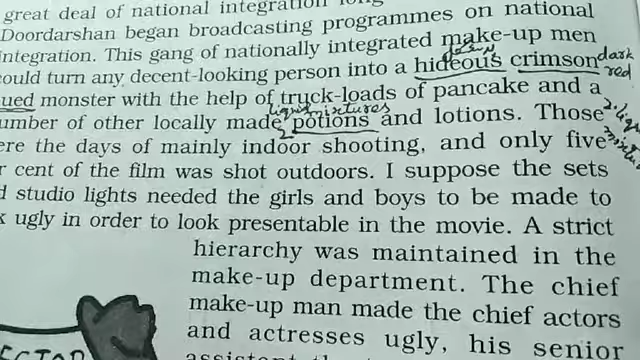 great deal of national integration long
Doordarshan began broadcasting programmes on national
integration. This gang of nationally integrated make-up men
could turn any decent-looking person into a hideous crimson
dark red
ued monster with the help of truck-loads of pancake and a
liquid mixtures
umber of other locally made potions and lotions. Those
ere the days of mainly indoor shooting, and only five
r cent of the film was shot outdoors. I suppose the sets
d studio lights needed the girls and boys to be made to
k ugly in order to look presentable in the movie. A strict
hierarchy was maintained in the
make-up department. The chief
make-up man made the chief actors
and actresses ugly, his senior